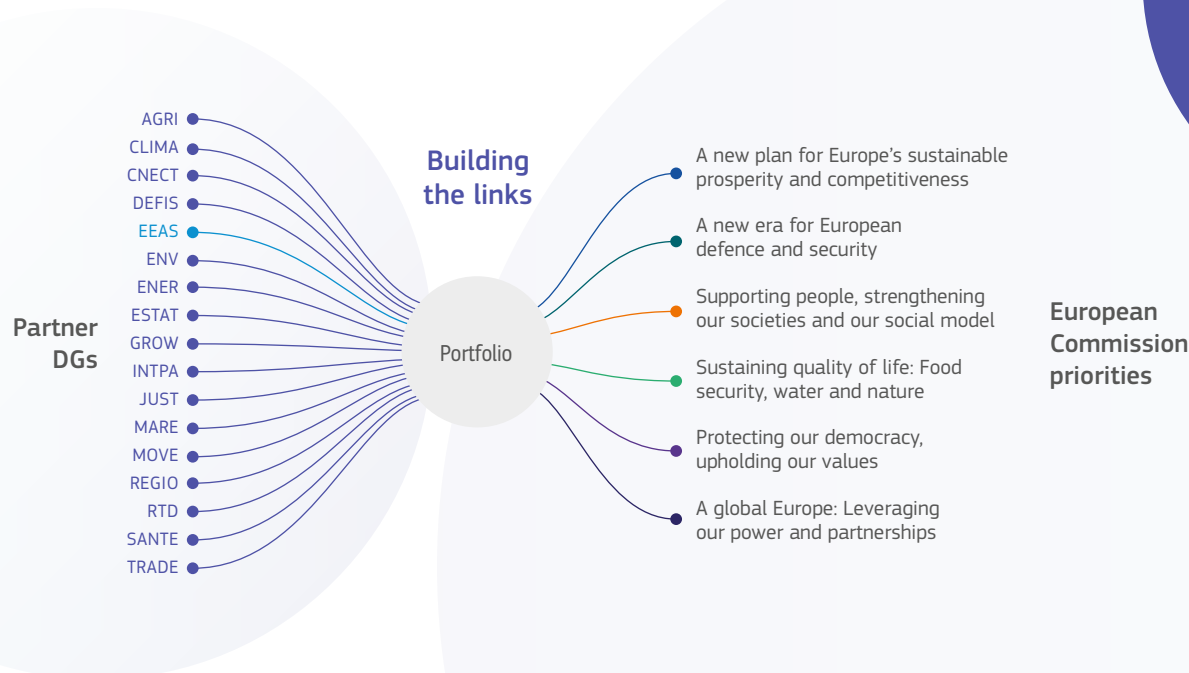 Partner
DGs
AGRI
CLIMA
CNECT
DEFIS
EEAS
ENV
ENER
ESTAT
GROW
INTPA
JUST
MARE
MOVE
REGIO
RTD
SANTE
TRADE
Building
the links
Portfolio
A new plan for Europe’s sustainable
prosperity and competitiveness
A new era for European
defence and security
Supporting people, strengthening
our societies and our social model
Sustaining quality of life: Food
security, water and nature
Protecting our democracy,
upholding our values
A global Europe: Leveraging
our power and partnerships
European
Commission
priorities